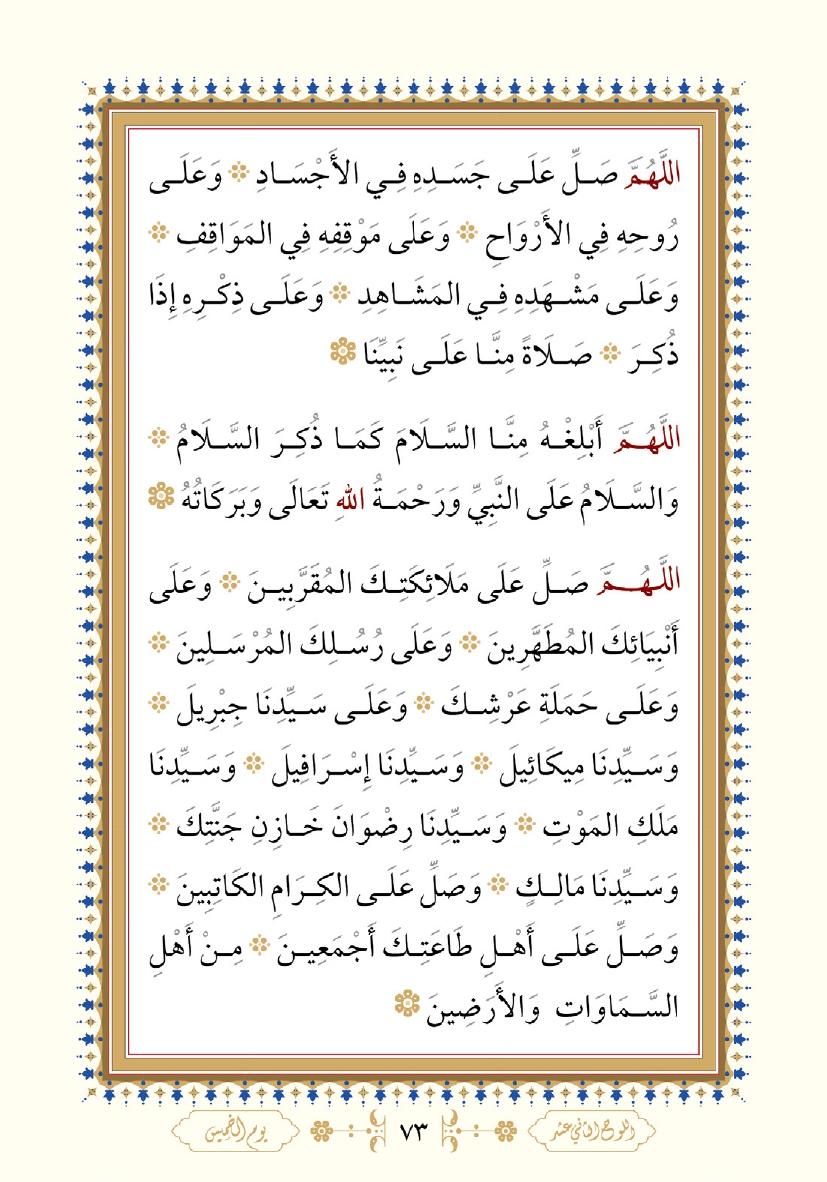 اللَّهُمَّ صَلِّ عَلَى جَسَدِهِ فِي الأَجْسَادِ وَعَلَى
رُوحِهِ فِي الأَرْوَاحِ وَعَلَى مَوْقِفِهِ فِي المَوَاقِفِ
وَعَلَى مَشْهَدِهِ فِي المَشَاهِدِ وَعَلَى ذِكْرِهِ إِذَا
ذُكِرَ صَلَاةً مِنَّا عَلَى نَبِيِّنَا
اللَّهُمَّ أَبْلِغْهُ مِنَّا السَّلَامَ كَمَا ذُكِرَ السَّلَامُ
وَالسَّلَامُ عَلَى النَّبِيِّ وَرَحْمَةُ اللهِ تَعَالَى وَبَرَكَاتُهُ
اللَّهُمَّ صَلِّ عَلَى مَلَائِكَتِكَ المُقَرَّبِينَ وَعَلَى
أَنْبِيَائِكَ المُطَهَّرِينَ وَعَلَى رُسُلِكَ المُرْسَلِينَ
وَعَلَى حَمَلَةِ عَرْشِكَ وَعَلَى سَيِّدِنَا جِبْرِيلَ
وَسَيِّدِنَا مِيكَائِيلَ وَسَيِّدِنَا إِسْرَافِيلَ وَسَيِّدِنَا
مَلَكِ المَوْتِ وَسَيِّدِنَا رِضْوَانَ خَازِنِ جَنَّتِكَ
وَسَيِّدِنَا مَالِكٍ وَصَلِّ عَلَى الكِرَامِ الكَاتِبِينَ
وَصَلِّ عَلَى أَهْلِ طَاعَتِكَ أَجْمَعِينَ مِنْ أَهْلِ
السَّمَاوَاتِ وَالأَرَضِينَ
اللوح الثاني عشر ٧٣ يوم الخميس